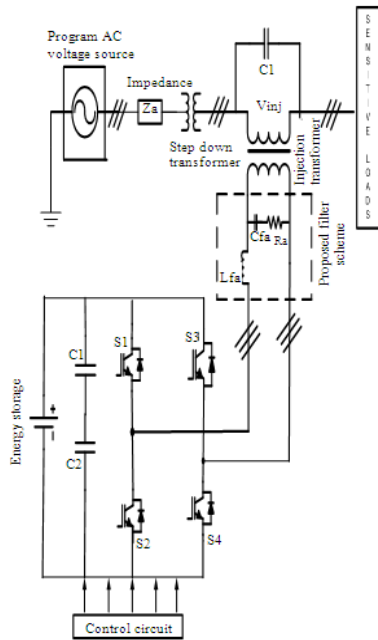 Program AC
voltage source
Impedance
Za
Step down
transformer
C1
Vinj
Injection
transformer
SENSITIVE LOADS
Cfa
Ra
Lfa
Proposed filter
scheme
S1
S3
C1
Energy storage
+
C2
S2
S4
Control circuit